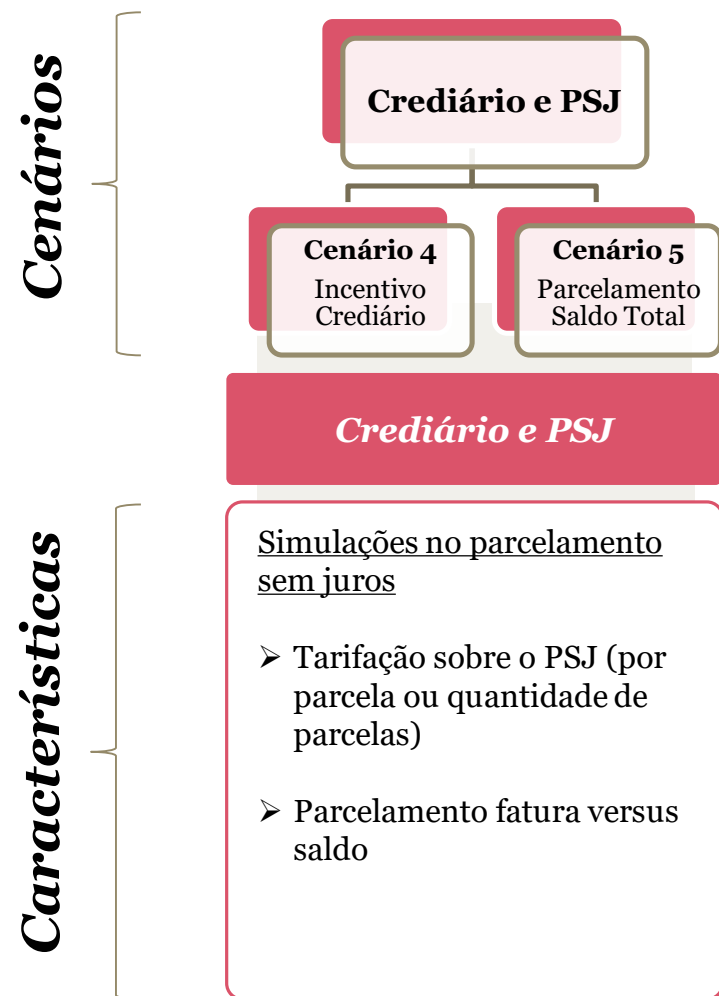 Cenários
Crediário e PSJ
Cenário 4
Incentivo
Crediário
Cenário 5
Parcelamento
Saldo Total
Crediário e PSJ
Características
Simulações no parcelamento
sem juros
➢ Tarifação sobre o PSJ (por
parcela ou quantidade de
parcelas)
➢ Parcelamento fatura versus
saldo